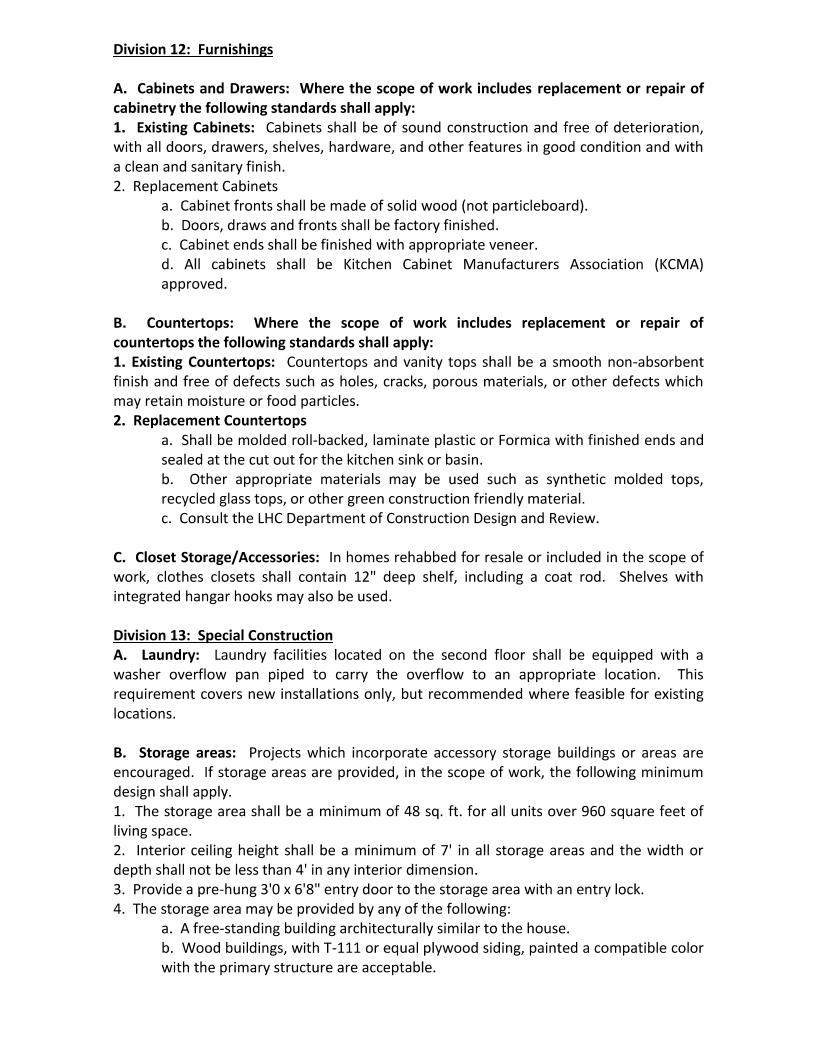 Division 12:  Furnishings
A.  Cabinets and Drawers:  Where the scope of work includes replacement or repair of
cabinetry the following standards shall apply:
1.  Existing Cabinets:  Cabinets shall be of sound construction and free of deterioration,
with all doors, drawers, shelves, hardware, and other features in good condition and with
a clean and sanitary finish.
2.  Replacement Cabinets
a.  Cabinet fronts shall be made of solid wood (not particleboard).
b.  Doors, draws and fronts shall be factory finished.
c.  Cabinet ends shall be finished with appropriate veneer.
d.  All cabinets shall be Kitchen Cabinet Manufacturers Association (KCMA)
approved.
B.  Countertops:  Where the scope of work includes replacement or repair of
countertops the following standards shall apply:
1. Existing Countertops:  Countertops and vanity tops shall be a smooth non-absorbent
finish and free of defects such as holes, cracks, porous materials, or other defects which
may retain moisture or food particles.
2.  Replacement Countertops
a.  Shall be molded roll-backed, laminate plastic or Formica with finished ends and
sealed at the cut out for the kitchen sink or basin.
b.  Other appropriate materials may be used such as synthetic molded tops,
recycled glass tops, or other green construction friendly material.
c.  Consult the LHC Department of Construction Design and Review.
C.  Closet Storage/Accessories:  In homes rehabbed for resale or included in the scope of
work, clothes closets shall contain 12" deep shelf, including a coat rod.  Shelves with
integrated hangar hooks may also be used.
Division 13:  Special Construction
A.  Laundry:  Laundry facilities located on the second floor shall be equipped with a
washer overflow pan piped to carry the overflow to an appropriate location.  This
requirement covers new installations only, but recommended where feasible for existing
locations.
B.  Storage areas:  Projects which incorporate accessory storage buildings or areas are
encouraged.  If storage areas are provided, in the scope of work, the following minimum
design shall apply.
1.  The storage area shall be a minimum of 48 sq. ft. for all units over 960 square feet of
living space.
2.  Interior ceiling height shall be a minimum of 7' in all storage areas and the width or
depth shall not be less than 4' in any interior dimension.
3.  Provide a pre-hung 3'0 x 6'8" entry door to the storage area with an entry lock.
4.  The storage area may be provided by any of the following:
a.  A free-standing building architecturally similar to the house.
b.  Wood buildings, with T-111 or equal plywood siding, painted a compatible color
with the primary structure are acceptable.